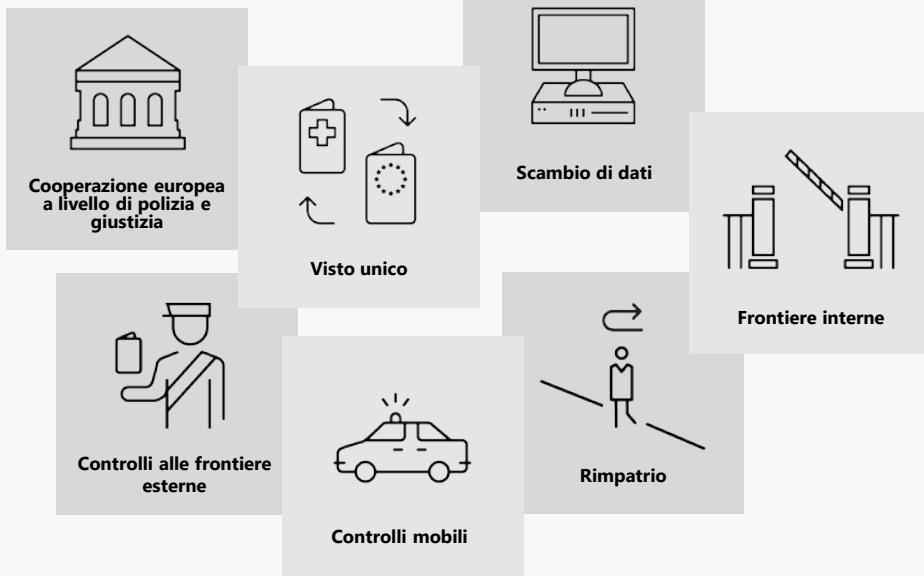 Cooperazione europea
a livello di polizia e
giustizia
Visto unico
Scambio di dati
Frontiere interne
Controlli alle frontiere
esterne
Controlli mobili
Rimpatrio